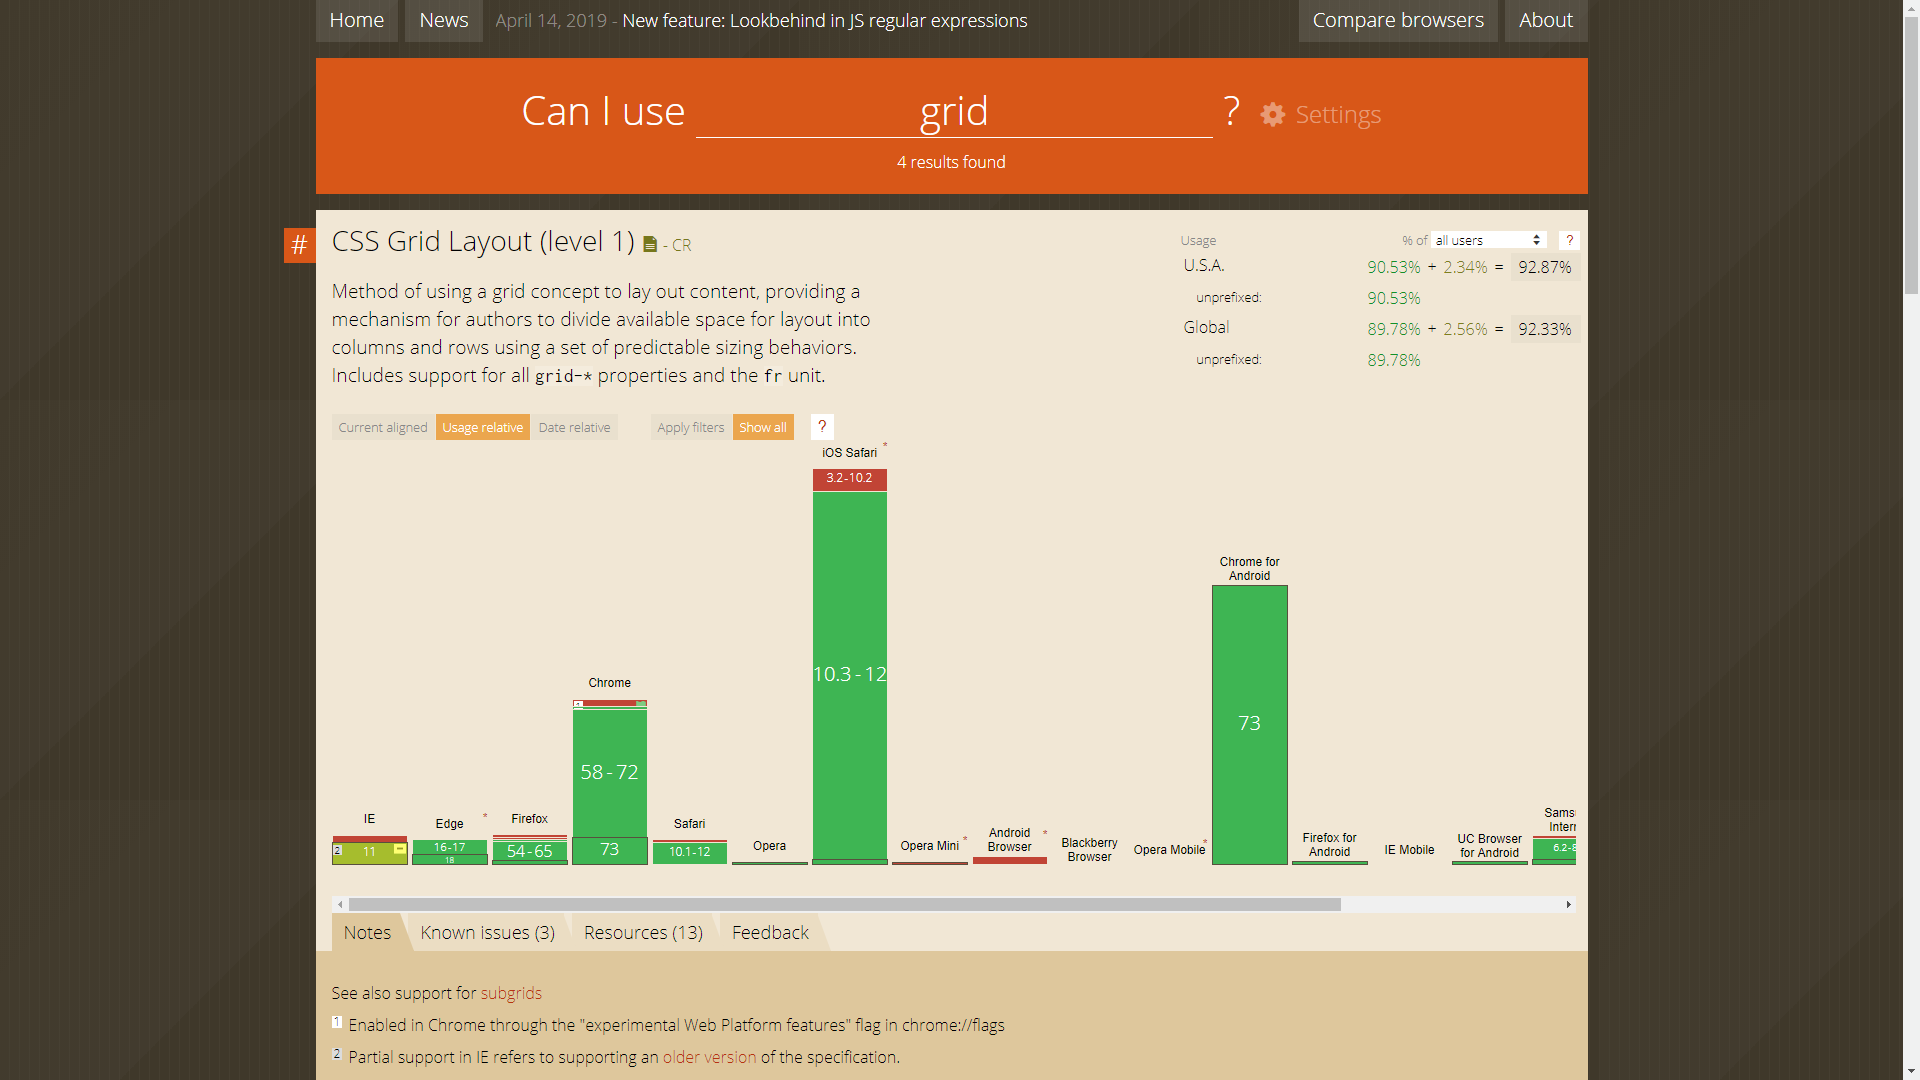 Home News April 14, 2019 - New feature: Lookbehind in JS regular expressions Compare browsers About
Can I use grid ? Settings
4 results found
# CSS Grid Layout (level 1) - CR
Method of using a grid concept to lay out content, providing a
mechanism for authors to divide available space for layout into
columns and rows using a set of predictable sizing behaviors.
Includes support for all grid-* properties and the fr unit.
Usage % of all users ?
U.S.A. 90.53% + 2.34% = 92.87%
unprefixed: 90.53%
Global 89.78% + 2.56% = 92.33%
unprefixed: 89.78%
Current aligned Usage relative Date relative Apply filters Show all ?
IE
2 11
Edge *
16-17
18
Firefox
54-65
Chrome
58-72
73
Safari
10.1-12
Opera
iOS Safari *
3.2-10.2
10.3-12
Opera Mini *
Android *
Browser
Blackberry
Browser
Opera Mobile *
Chrome for
Android
73
Firefox for
Android
IE Mobile
UC Browser
for Android
Sams
Interr
6.2-8
Notes Known issues (3) Resources (13) Feedback
See also support for subgrids
1 Enabled in Chrome through the "experimental Web Platform features" flag in chrome://flags
2 Partial support in IE refers to supporting an older version of the specification.